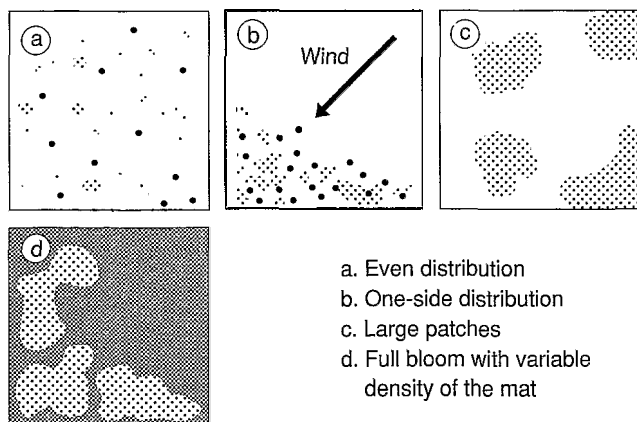 a
b
Wind
c
d
a. Even distribution
b. One-side distribution
c. Large patches
d. Full bloom with variable
density of the mat